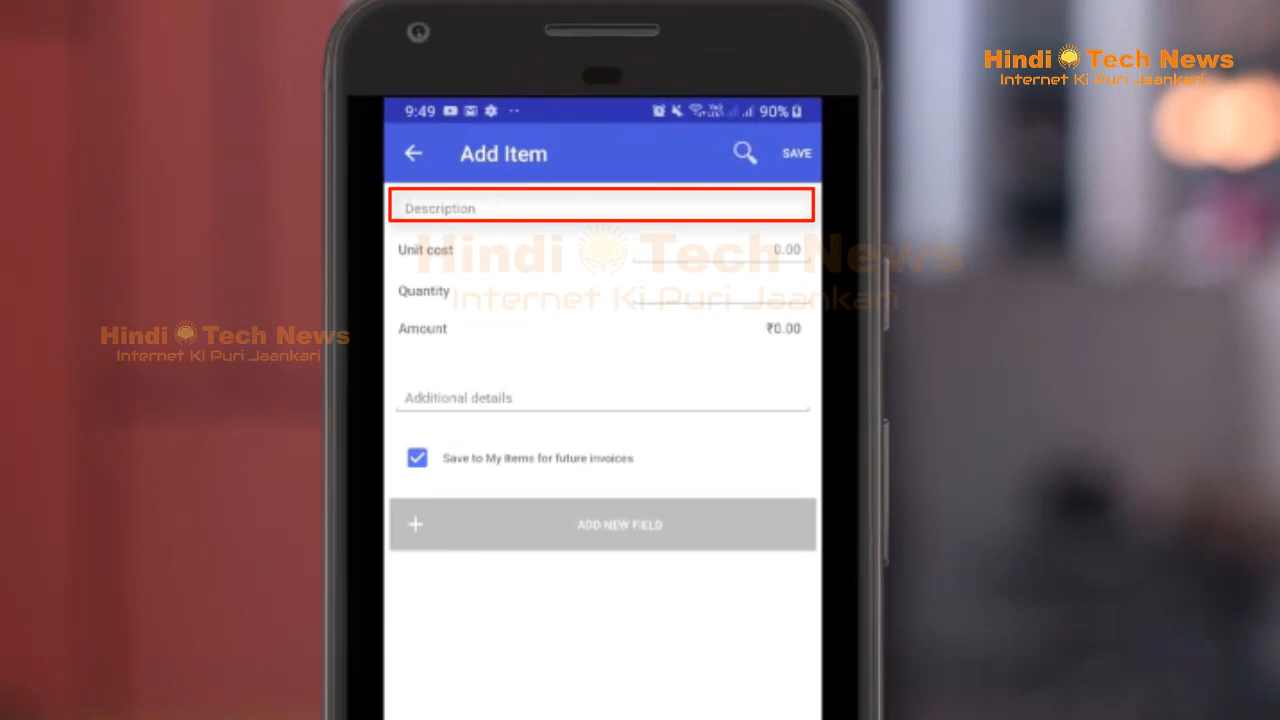 Hindi Tech News
Internet Ki Puri Jaankari
9:49 90%
Add Item SAVE
Description
Unit cost 0.00
Hindi Tech News
Quantity
Internet Ki Puri Jaankari
Amount ₹0.00
Hindi Tech News
Internet Ki Puri Jaankari
Additional details
Save to My Items for future invoices
+ ADD NEW FIELD